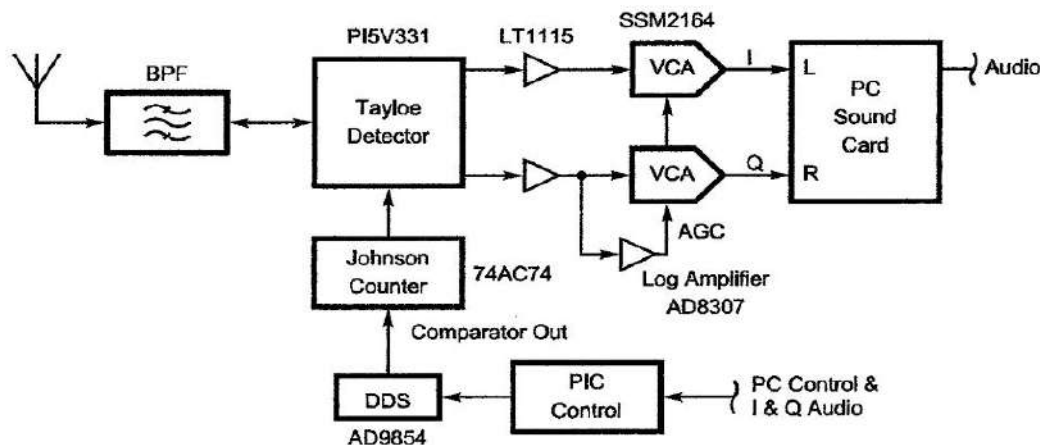 SSM2164
PI5V331
LT1115
BPF
VCA
I
L
Audio
Tayloe
Detector
PC
Sound
Card
VCA
Q
R
AGC
Johnson
Counter
74AC74
Log Amplifier
AD8307
Comparator Out
DDS
PIC
Control
PC Control &
I & Q Audio
AD9854